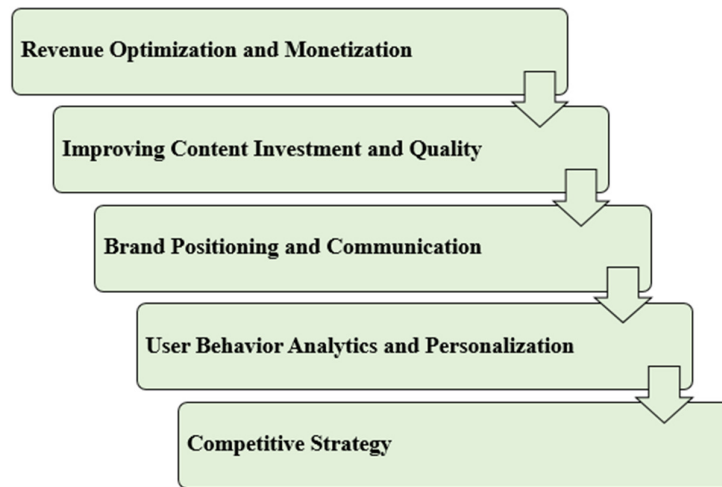 Revenue Optimization and Monetization
Improving Content Investment and Quality
Brand Positioning and Communication
User Behavior Analytics and Personalization
Competitive Strategy